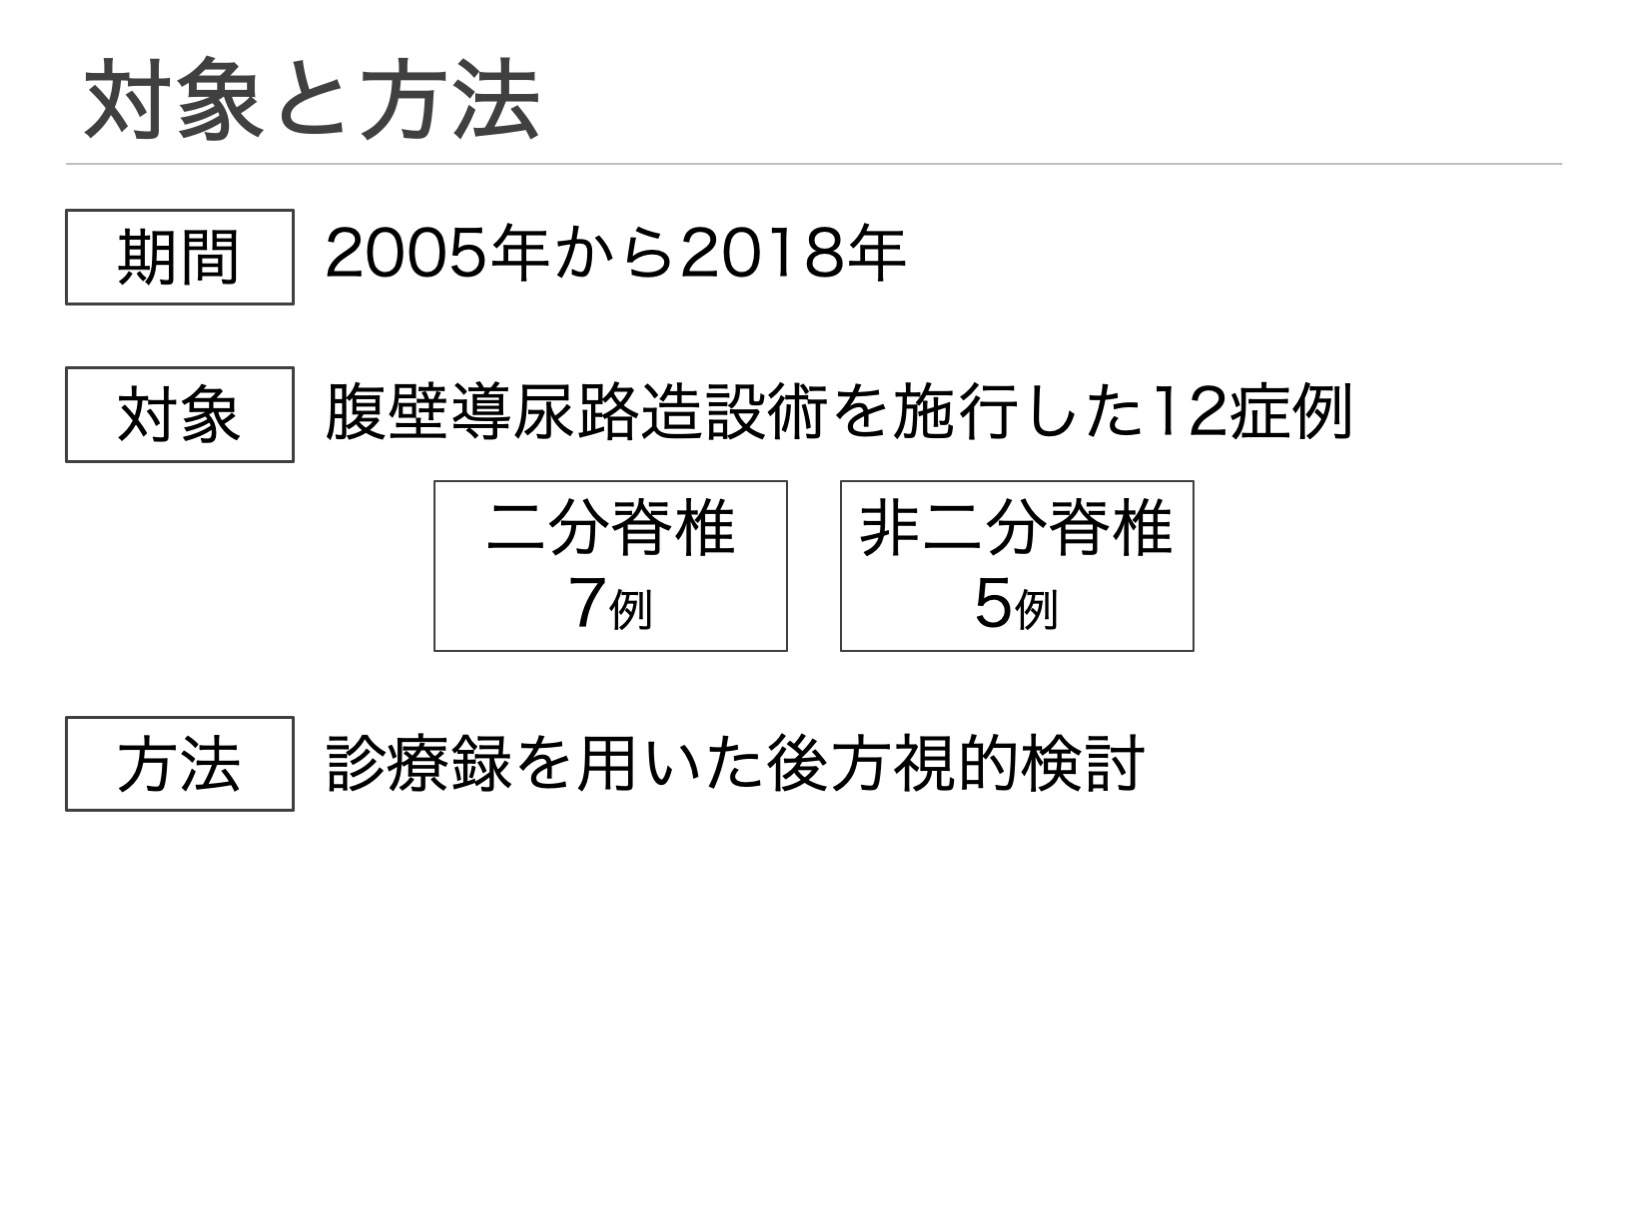 対象と方法
期間 2005年から2018年
対象 腹壁導尿路造設術を施行した12症例
二分脊椎 非二分脊椎
7例 5例
方法 診療録を用いた後方視的検討